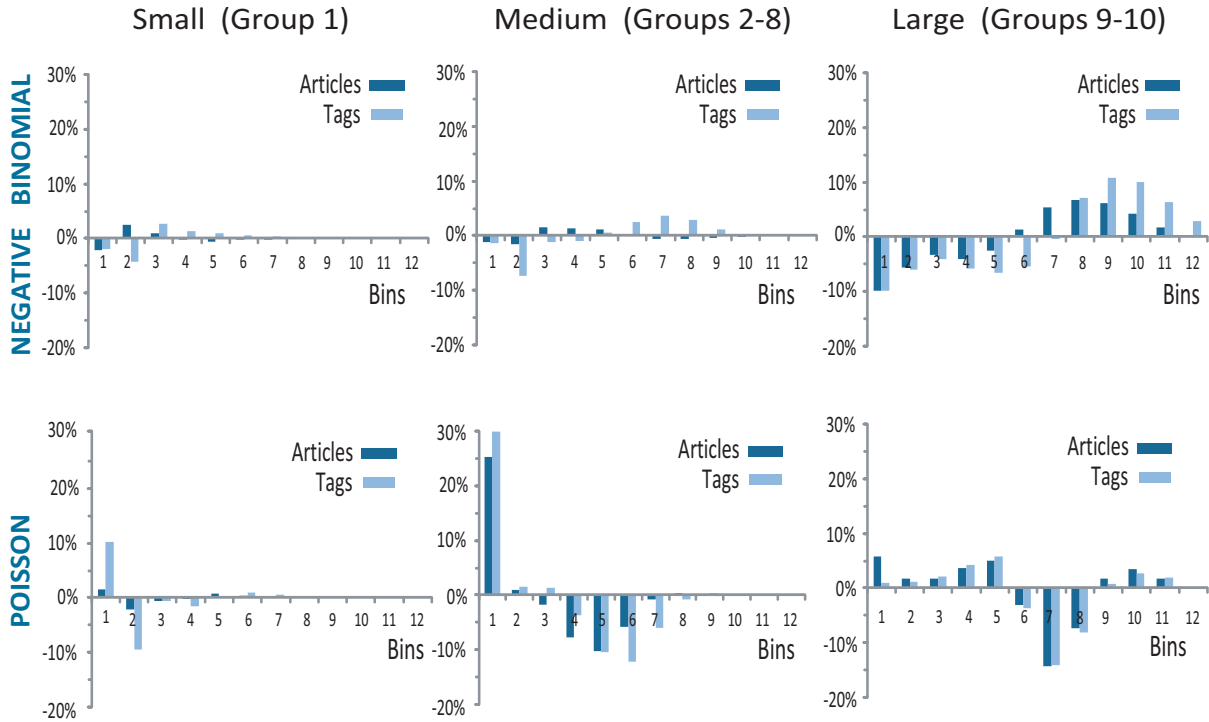 Small (Group 1)
Medium (Groups 2-8)
Large (Groups 9-10)
NEGATIVE BINOMIAL
30%
20%
10%
0%
-10%
-20%
Articles
Tags
1 2 3 4 5 6 7 8 9 10 11 12
Bins
30%
20%
10%
0%
-10%
-20%
Articles
Tags
1 2 3 4 5 6 7 8 9 10 11 12
Bins
30%
20%
10%
0%
-10%
-20%
Articles
Tags
1 2 3 4 5 6 7 8 9 10 11 12
Bins
POISSON
30%
20%
10%
0%
-10%
-20%
Articles
Tags
1 2 3 4 5 6 7 8 9 10 11 12
Bins
30%
20%
10%
0%
-10%
-20%
Articles
Tags
1 2 3 4 5 6 7 8 9 10 11 12
Bins
30%
20%
10%
0%
-10%
-20%
Articles
Tags
1 2 3 4 5 6 7 8 9 10 11 12
Bins